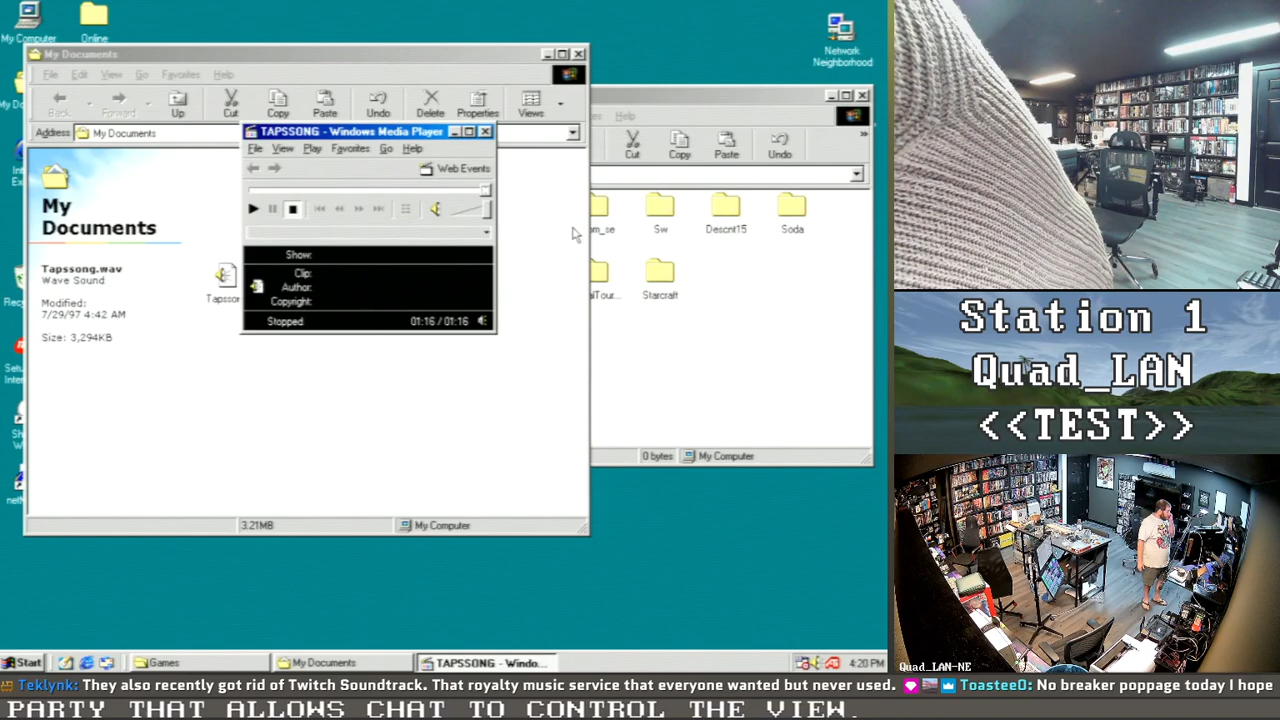 My Computer
Online
Network
Neighborhood
My Documents
File Edit View Go Favorites Help
Back Forward Up Cut Copy Paste Undo Delete Properties Views
Address My Documents
My
Documents
Tapssong.wav
Wave Sound
Modified:
7/29/97 4:42 AM
Size: 3,294KB
3.21MB
My Computer
TAPSSONG - Windows Media Player
File View Play Favorites Go Help
Web Events
Show:
Clip:
Author:
Copyright:
Stopped 01:16 / 01:16
Help
» 
Cut Copy Paste Undo
Sw Descnt15 Soda
Starcraft
0 bytes My Computer
Start Games My Documents TAPSSONG - Windo... 4:20 PM
Station 1
Quad_LAN
<<TEST>>
Quad_LAN-NE
Teklynk: They also recently got rid of Twitch Soundtrack. That royalty music service that everyone wanted but never used. ToasteeO: No breaker poppage today I hope
PARTY THAT ALLOWS CHAT TO CONTROL THE VIEW.